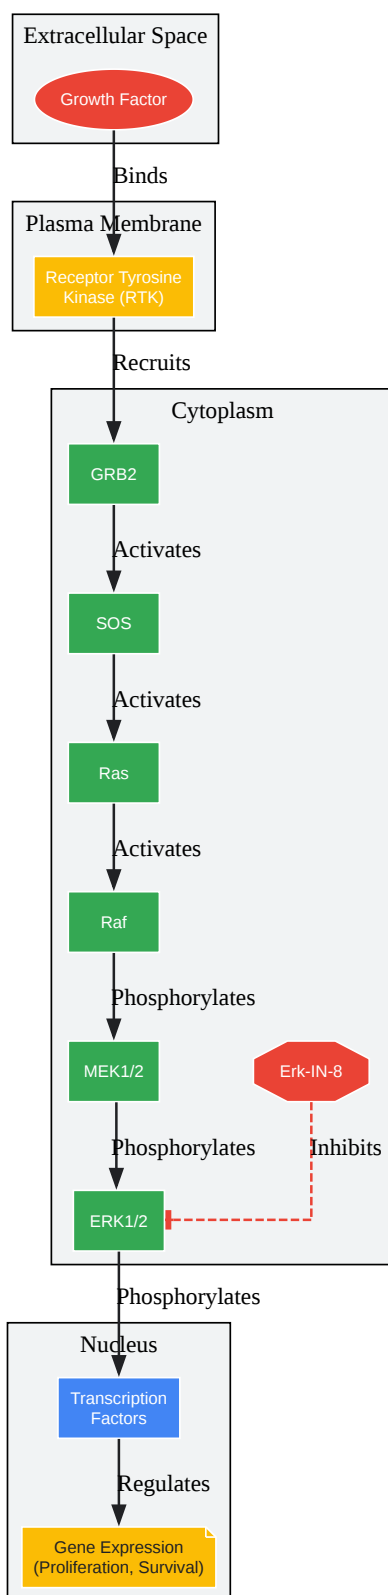 Extracellular Space
Growth Factor
Binds
Plasma Membrane
Receptor Tyrosine
Kinase (RTK)
Recruits
Cytoplasm
GRB2
Activates
SOS
Activates
Ras
Activates
Raf
Phosphorylates
MEK1/2
Erk-IN-8
Phosphorylates
Inhibits
ERK1/2
Phosphorylates
Nucleus
Transcription
Factors
Regulates
Gene Expression
(Proliferation, Survival)